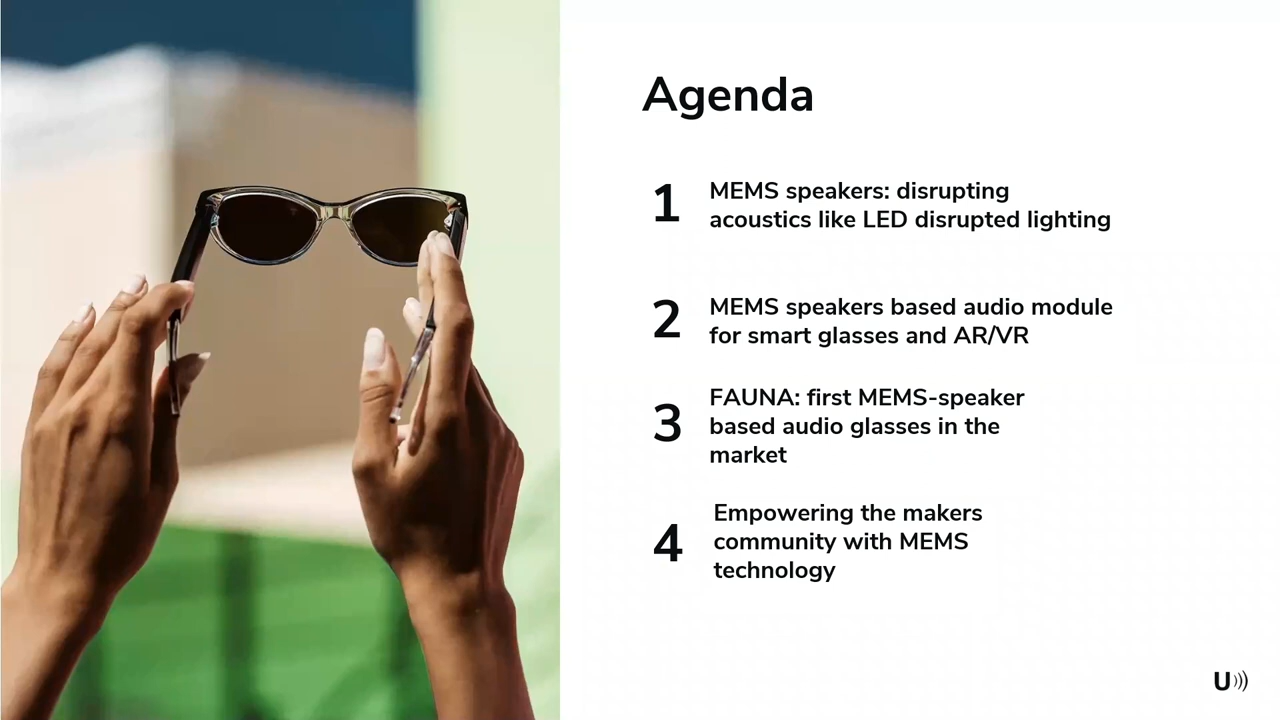 Agenda
1
MEMS speakers: disrupting
acoustics like LED disrupted lighting
2
MEMS speakers based audio module
for smart glasses and AR/VR
3
FAUNA: first MEMS-speaker
based audio glasses in the
market
4
Empowering the makers
community with MEMS
technology
U